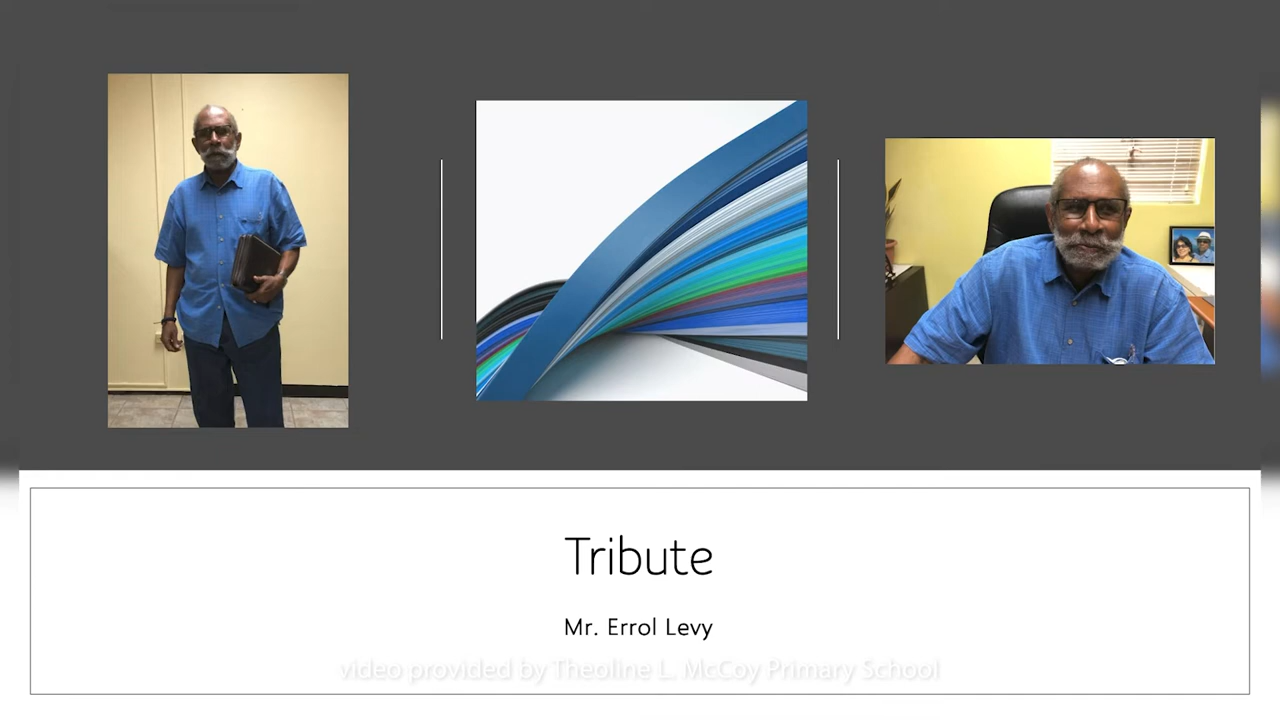 Tribute
Mr. Errol Levy
video provided by Theoline L. McCoy Primary School